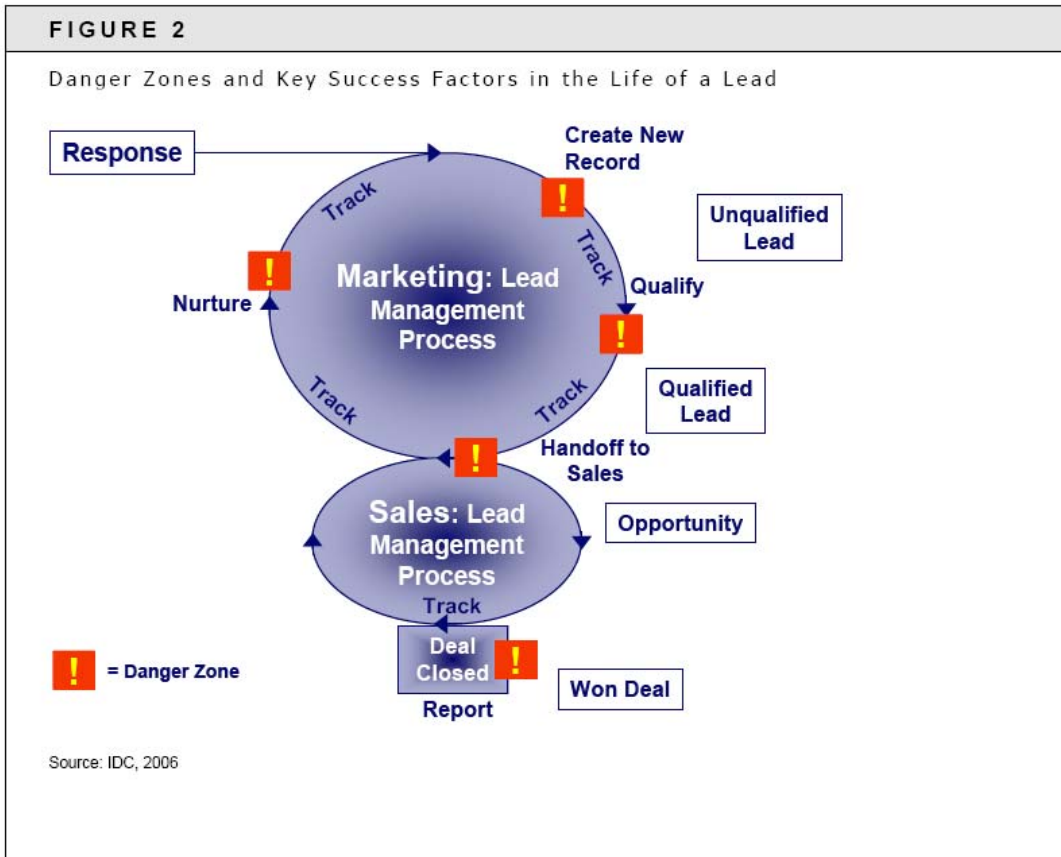 FIGURE 2
Danger Zones and Key Success Factors in the Life of a Lead
Response
Create New
Record
Track
Track
Unqualified
Lead
!
!
Marketing: Lead
Management
Process
Nurture
Qualify
!
Track
Track
Qualified
Lead
!
Handoff to
Sales
Sales: Lead
Management
Process
Opportunity
Track
Deal
Closed
!
Report
Won Deal
! = Danger Zone
Source: IDC, 2006